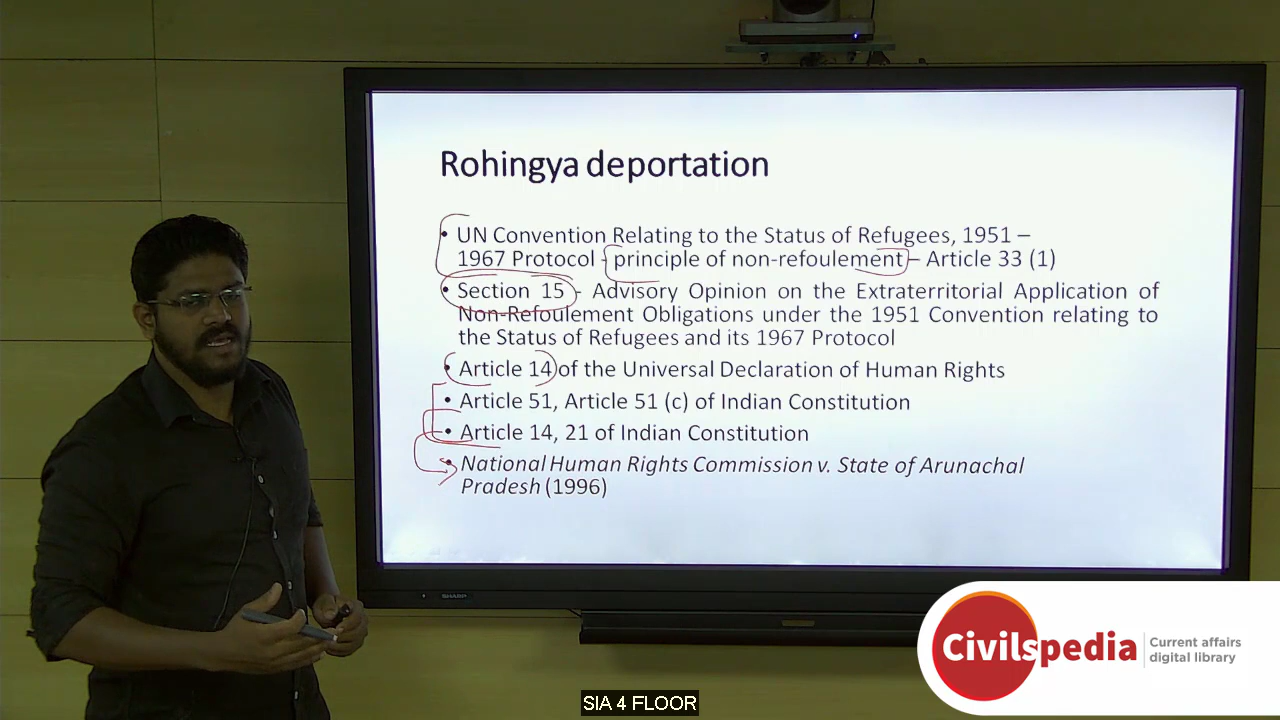 Rohingya deportation
• UN Convention Relating to the Status of Refugees, 1951 –
1967 Protocol - principle of non-refoulement – Article 33 (1)
• Section 15 - Advisory Opinion on the Extraterritorial Application of
Non-Refoulement Obligations under the 1951 Convention relating to
the Status of Refugees and its 1967 Protocol
• Article 14 of the Universal Declaration of Human Rights
• Article 51, Article 51 (c) of Indian Constitution
• Article 14, 21 of Indian Constitution
• National Human Rights Commission v. State of Arunachal
Pradesh (1996)
SHARP
Civilspedia
Current affairs
digital library
SIA 4 FLOOR